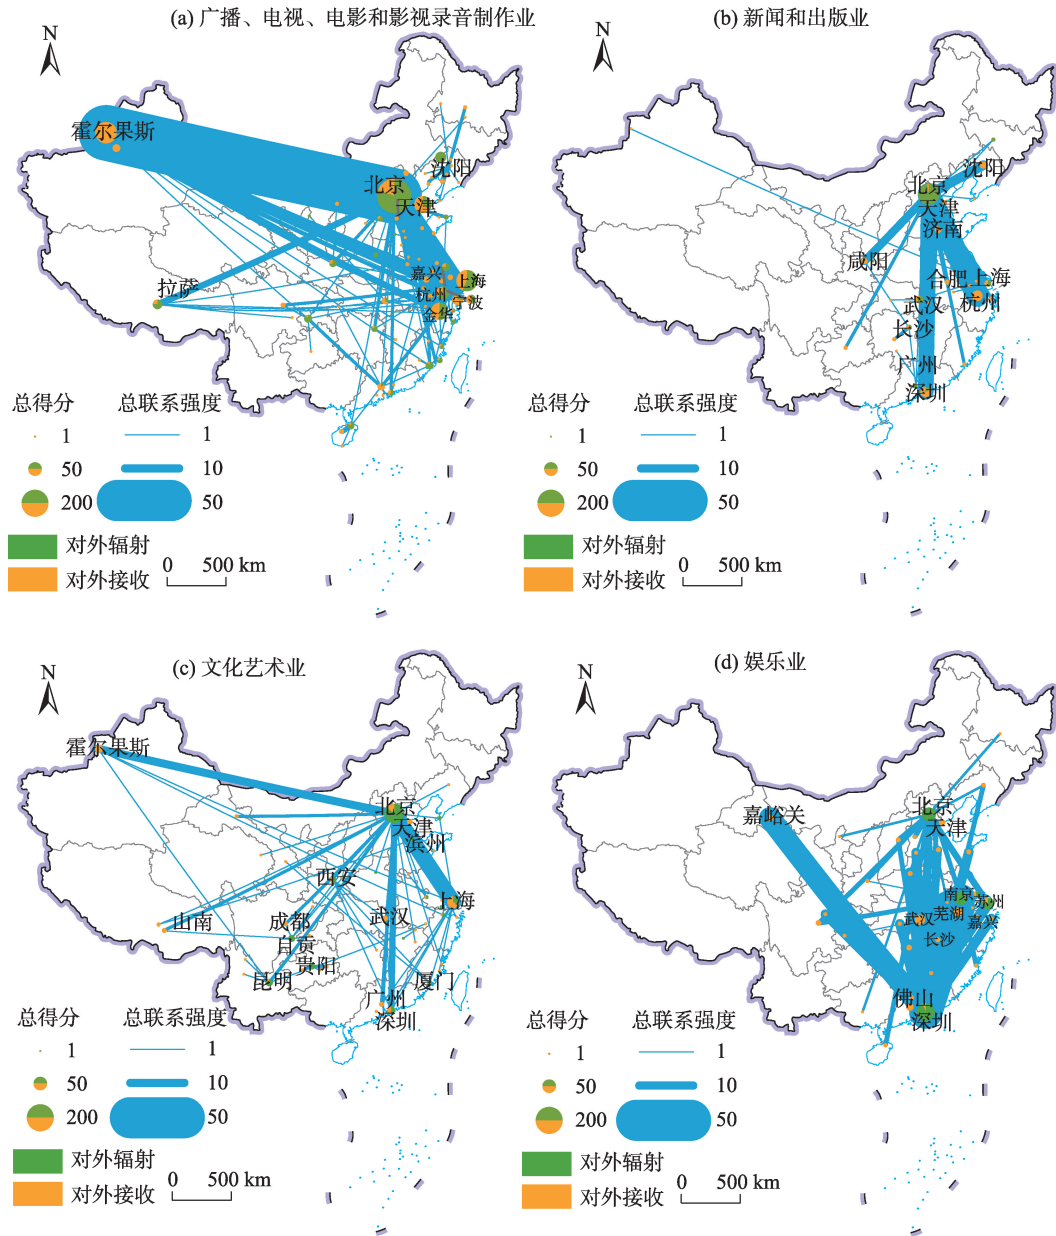 (a) 广播、电视、电影和影视录音制作业
N
霍尔果斯
沈阳
北京
天津
嘉兴
上海
杭州
宁波
金华
拉萨
总得分
总联系强度
1
1
50
10
200
50
对外辐射
对外接收
0
500 km
(b) 新闻和出版业
N
沈阳
北京
天津
济南
咸阳
合肥
上海
杭州
武汉
长沙
广州
深圳
总得分
总联系强度
1
1
50
10
200
50
对外辐射
对外接收
0
500 km
(c) 文化艺术业
N
霍尔果斯
北京
天津
滨州
西安
上海
山南
成都
武汉
自贡
贵阳
昆明
厦门
广州
深圳
总得分
总联系强度
1
1
50
10
200
50
对外辐射
对外接收
0
500 km
(d) 娱乐业
N
嘉峪关
北京
天津
南京
苏州
武汉
芜湖
嘉兴
长沙
佛山
深圳
总得分
总联系强度
1
1
50
10
200
50
对外辐射
对外接收
0
500 km